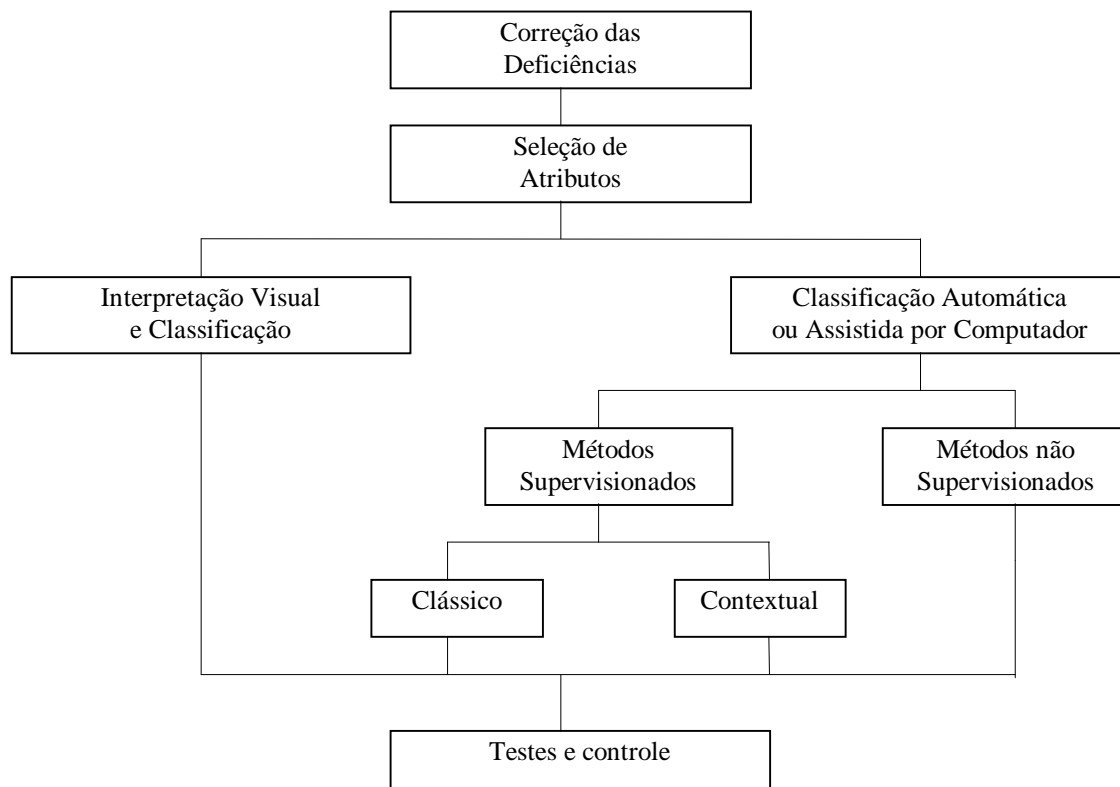 Correção das
Deficiências
Seleção de
Atributos
Interpretação Visual
e Classificação
Classificação Automática
ou Assistida por Computador
Métodos
Supervisionados
Métodos não
Supervisionados
Clássico
Contextual
Testes e controle